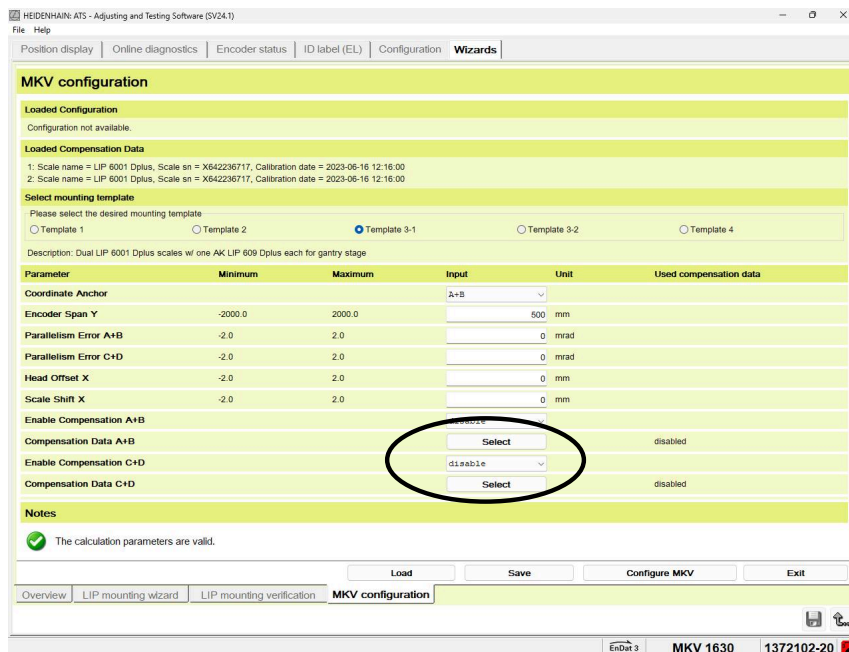 HEIDENHAIN: ATS - Adjusting and Testing Software (SV24.1)
File Help
Position display Online diagnostics Encoder status ID label (EL) Configuration Wizards
MKV configuration
Loaded Configuration
Configuration not available.
Loaded Compensation Data
1: Scale name = LIP 6001 Dplus, Scale sn = X642236717, Calibration date = 2023-06-16 12:16:00
2: Scale name = LIP 6001 Dplus, Scale sn = X642236717, Calibration date = 2023-06-16 12:16:00
Select mounting template
Please select the desired mounting template
Template 1 Template 2 Template 3-1 Template 3-2 Template 4
Description: Dual LIP 6001 Dplus scales w/ one AK LIP 609 Dplus each for gantry stage
Parameter Minimum Maximum Input Unit Used compensation data
Coordinate Anchor A+B
Encoder Span Y -2000.0 2000.0 500 mm
Parallelism Error A+B -2.0 2.0 0 mrad
Parallelism Error C+D -2.0 2.0 0 mrad
Head Offset X -2.0 2.0 0 mm
Scale Shift X -2.0 2.0 0 mm
Enable Compensation A+B disable
Compensation Data A+B Select disabled
Enable Compensation C+D disable
Compensation Data C+D Select disabled
Notes
The calculation parameters are valid.
Load Save Configure MKV Exit
Overview LIP mounting wizard LIP mounting verification MKV configuration
EnDat 3 MKV 1630 1372102-20